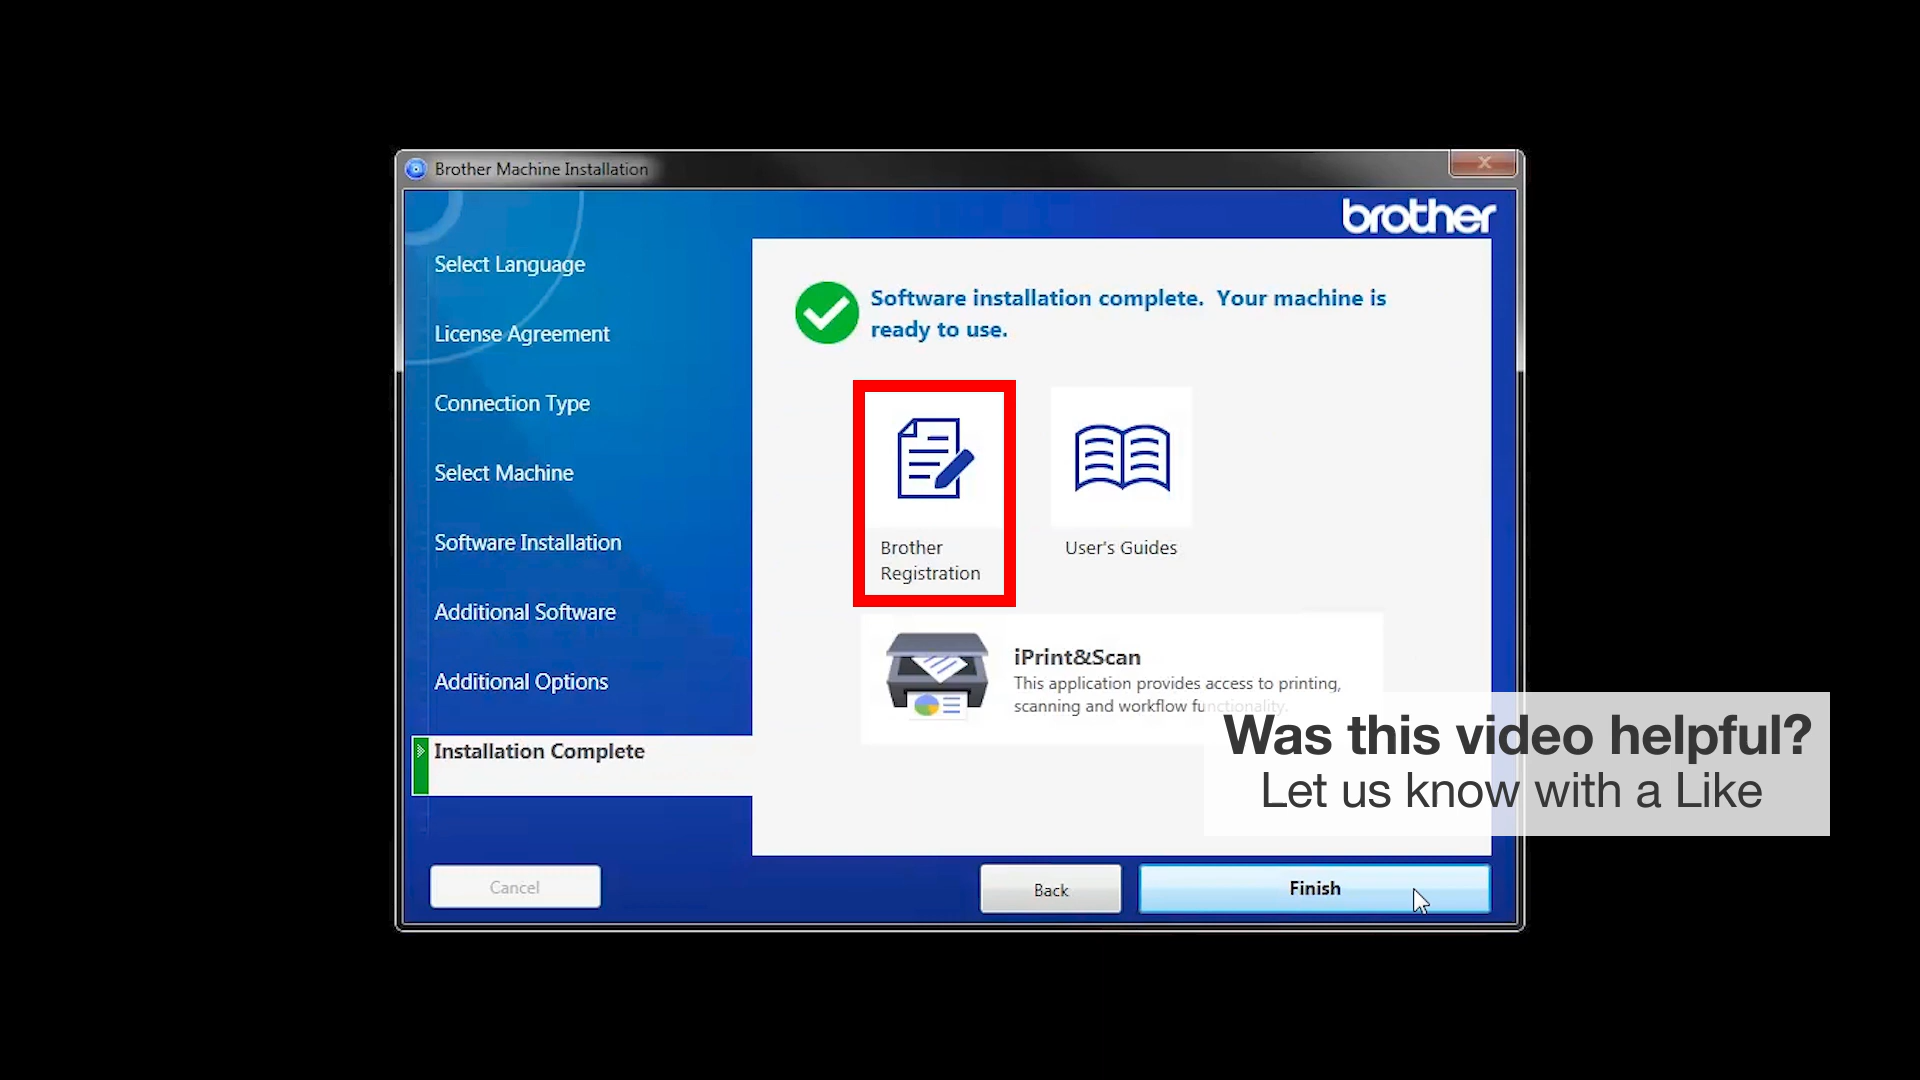 Brother Machine Installation
brother
Select Language
License Agreement
Connection Type
Select Machine
Software Installation
Additional Software
Additional Options
Installation Complete
Software installation complete.  Your machine is
ready to use.
Brother
Registration
User's Guides
iPrint&Scan
This application provides access to printing,
scanning and workflow functionality.
Was this video helpful?
Let us know with a Like
Cancel
Back
Finish